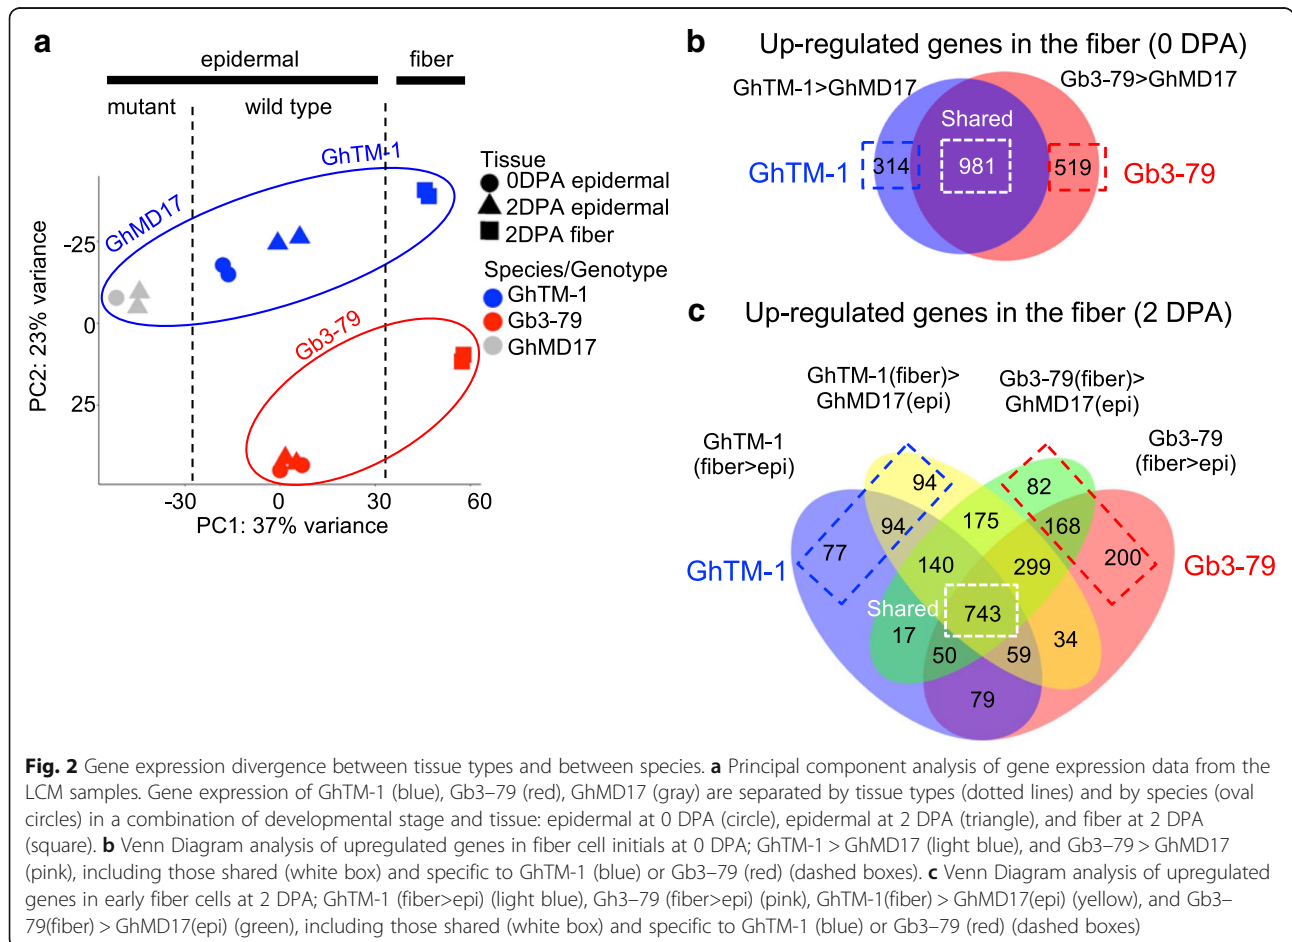 a
epidermal
fiber
mutant
wild type
GhTM-1
GhMD17
Gb3-79
-25
0
25
PC2: 23% variance
-30
0
30
60
PC1: 37% variance
Tissue
0DPA epidermal
2DPA epidermal
2DPA fiber
Species/Genotype
GhTM-1
Gb3-79
GhMD17
b Up-regulated genes in the fiber (0 DPA)
GhTM-1>GhMD17
Gb3-79>GhMD17
Shared
GhTM-1
314
981
519
Gb3-79
c Up-regulated genes in the fiber (2 DPA)
GhTM-1(fiber)>
GhMD17(epi)
Gb3-79(fiber)>
GhMD17(epi)
GhTM-1
(fiber>epi)
Gb3-79
(fiber>epi)
94
82
94
175
168
77
200
GhTM-1
140
299
Gb3-79
Shared
743
17
34
50
59
79
Fig. 2 Gene expression divergence between tissue types and between species. a Principal component analysis of gene expression data from the
LCM samples. Gene expression of GhTM-1 (blue), Gb3–79 (red), GhMD17 (gray) are separated by tissue types (dotted lines) and by species (oval
circles) in a combination of developmental stage and tissue: epidermal at 0 DPA (circle), epidermal at 2 DPA (triangle), and fiber at 2 DPA
(square). b Venn Diagram analysis of upregulated genes in fiber cell initials at 0 DPA; GhTM-1 > GhMD17 (light blue), and Gb3–79 > GhMD17
(pink), including those shared (white box) and specific to GhTM-1 (blue) or Gb3–79 (red) (dashed boxes). c Venn Diagram analysis of upregulated
genes in early fiber cells at 2 DPA; GhTM-1 (fiber>epi) (light blue), Gh3–79 (fiber>epi) (pink), GhTM-1(fiber) > GhMD17(epi) (yellow), and Gb3–
79(fiber) > GhMD17(epi) (green), including those shared (white box) and specific to GhTM-1 (blue) or Gb3–79 (red) (dashed boxes)